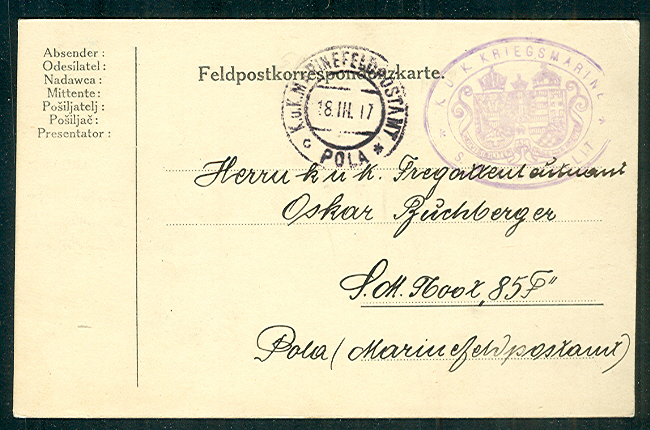 Absender :
Odesílatel :
Nadawca :
Mittente :
Pošiljatelj :
Pošiljač :
Presentator :
Feldpostkorrespondenzkarte.
K.u.K. MARINEFELDPOSTAMT
18. III. 17
POLA
K. U. K. KRIEGSMARINE
Herrn k u k. Fregattenleutnant
Oskar Buchberger
S. M. Boot „85F"
Pola (Marinefeldpostamt)